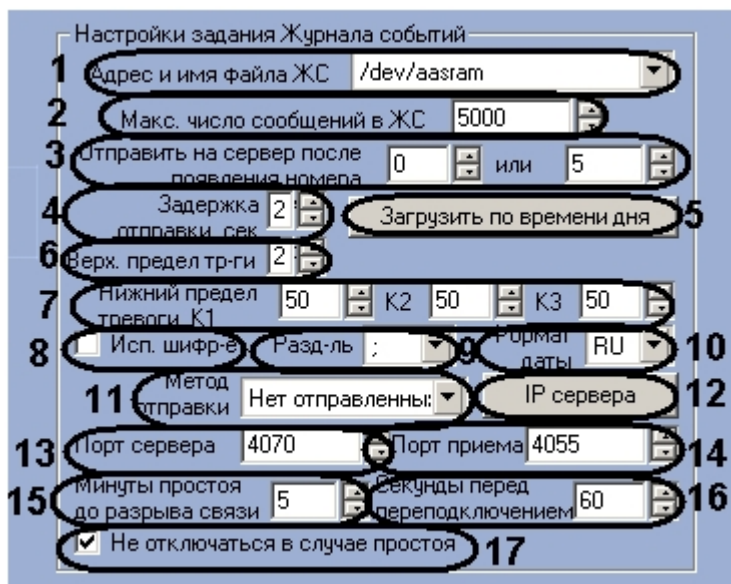 Настройки задания Журнала событий
1 Адрес и имя файла ЖС /dev/aasram
2 Макс. число сообщений в ЖС 5000
3 Отправить на сервер после появления номера 0 или 5
4 Задержка отправки, сек 2
Загрузить по времени дня 5
6 Верх. предел тр-ги 2
7 Нижний предел тревоги К1 50 К2 50 К3 50
8 Исп. шифр-е Разд-ль ; 9 Формат даты RU 10
11 Метод отправки Нет отправленных
IP сервера 12
13 Порт сервера 4070 Порт приема 4055 14
15 Минуты простоя до разрыва связи 5
Секунды перед переподключением 60 16
Не отключаться в случае простоя 17